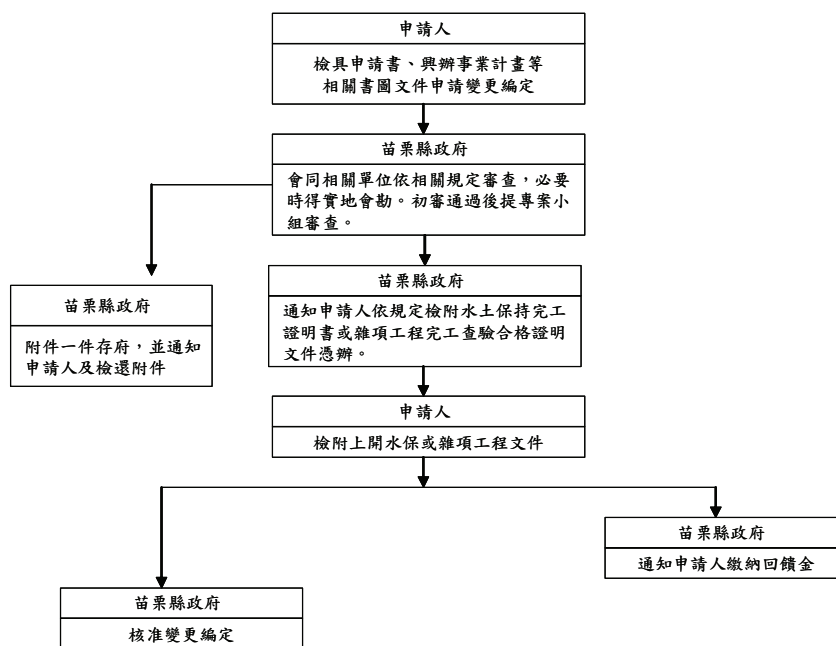 申請人
檢具申請書、興辦事業計畫等
相關書圖文件申請變更編定
苗栗縣政府
會同相關單位依相關規定審查，必要
時得實地會勘。初審通過後提專案小
組審查。
苗栗縣政府
附件一件存府，並通知
申請人及檢還附件
苗栗縣政府
通知申請人依規定檢附水土保持完工
證明書或雜項工程完工查驗合格證明
文件憑辦。
申請人
檢附上開水保或雜項工程文件
苗栗縣政府
通知申請人繳納回饋金
苗栗縣政府
核准變更編定